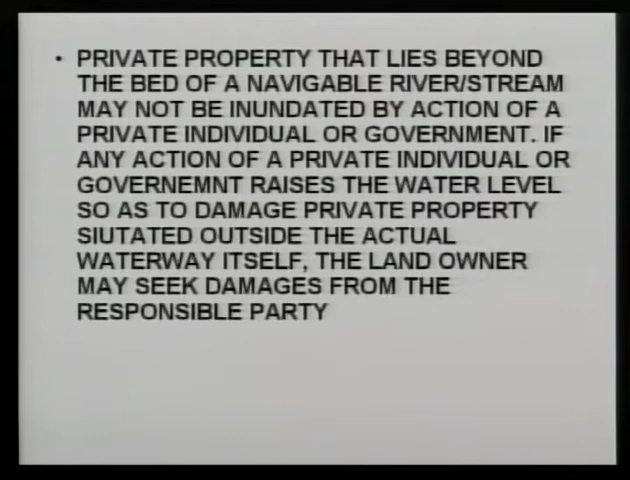 • PRIVATE PROPERTY THAT LIES BEYOND
THE BED OF A NAVIGABLE RIVER/STREAM
MAY NOT BE INUNDATED BY ACTION OF A
PRIVATE INDIVIDUAL OR GOVERNMENT. IF
ANY ACTION OF A PRIVATE INDIVIDUAL OR
GOVERNEMNT RAISES THE WATER LEVEL
SO AS TO DAMAGE PRIVATE PROPERTY
SIUTATED OUTSIDE THE ACTUAL
WATERWAY ITSELF, THE LAND OWNER
MAY SEEK DAMAGES FROM THE
RESPONSIBLE PARTY